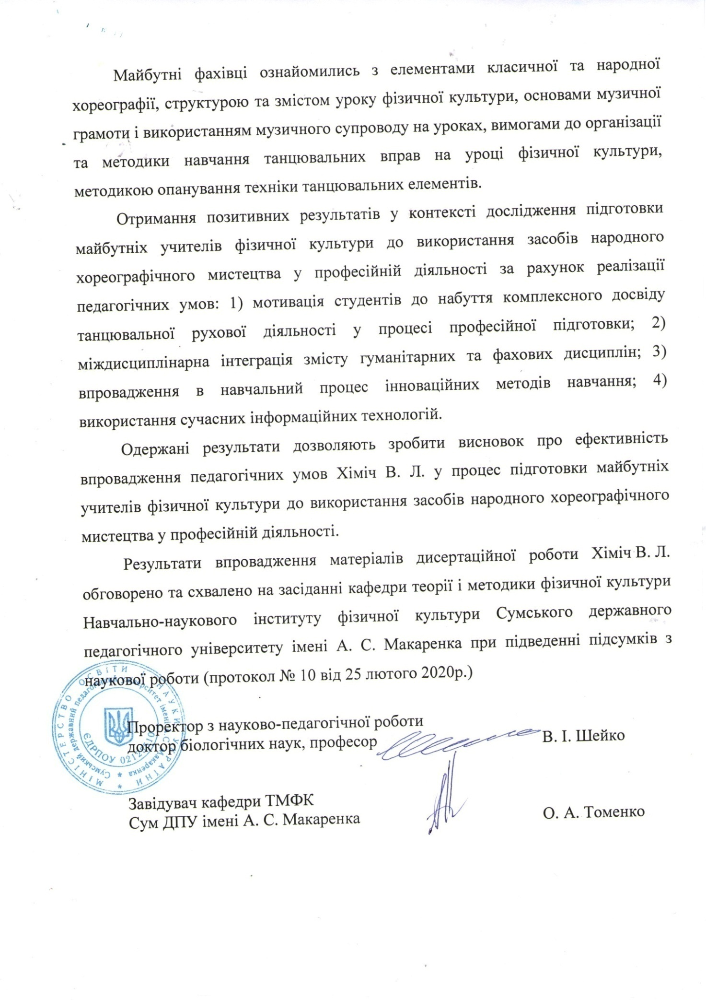 Майбутні фахівці ознайомились з елементами класичної та народної
хореографії, структурою та змістом уроку фізичної культури, основами музичної
грамоти і використанням музичного супроводу на уроках, вимогами до організації
та методики навчання танцювальних вправ на уроці фізичної культури,
методикою опанування техніки танцювальних елементів.
Отримання позитивних результатів у контексті дослідження підготовки
майбутніх учителів фізичної культури до використання засобів народного
хореографічного мистецтва у професійній діяльності за рахунок реалізації
педагогічних умов: 1) мотивація студентів до набуття комплексного досвіду
танцювальної рухової діяльності у процесі професійної підготовки; 2)
міждисциплінарна інтеграція змісту гуманітарних та фахових дисциплін; 3)
впровадження в навчальний процес інноваційних методів навчання; 4)
використання сучасних інформаційних технологій.
Одержані результати дозволяють зробити висновок про ефективність
впровадження педагогічних умов Хіміч В. Л. у процес підготовки майбутніх
учителів фізичної культури до використання засобів народного хореографічного
мистецтва у професійній діяльності.
Результати впровадження матеріалів дисертаційної роботи Хіміч В. Л.
обговорено та схвалено на засіданні кафедри теорії і методики фізичної культури
Навчально-наукового інституту фізичної культури Сумського державного
педагогічного університету імені А. С. Макаренка при підведенні підсумків з
наукової роботи (протокол № 10 від 25 лютого 2020р.)
МІНІСТЕРСТВО ОСВІТИ І НАУКИ УКРАЇНИ
Сумський державний педагогічний університет імені А.С. Макаренка
ЄДРПОУ
Проректор з науково-педагогічної роботи
доктор біологічних наук, професор В. І. Шейко
Завідувач кафедри ТМФК
Сум ДПУ імені А. С. Макаренка О. А. Томенко